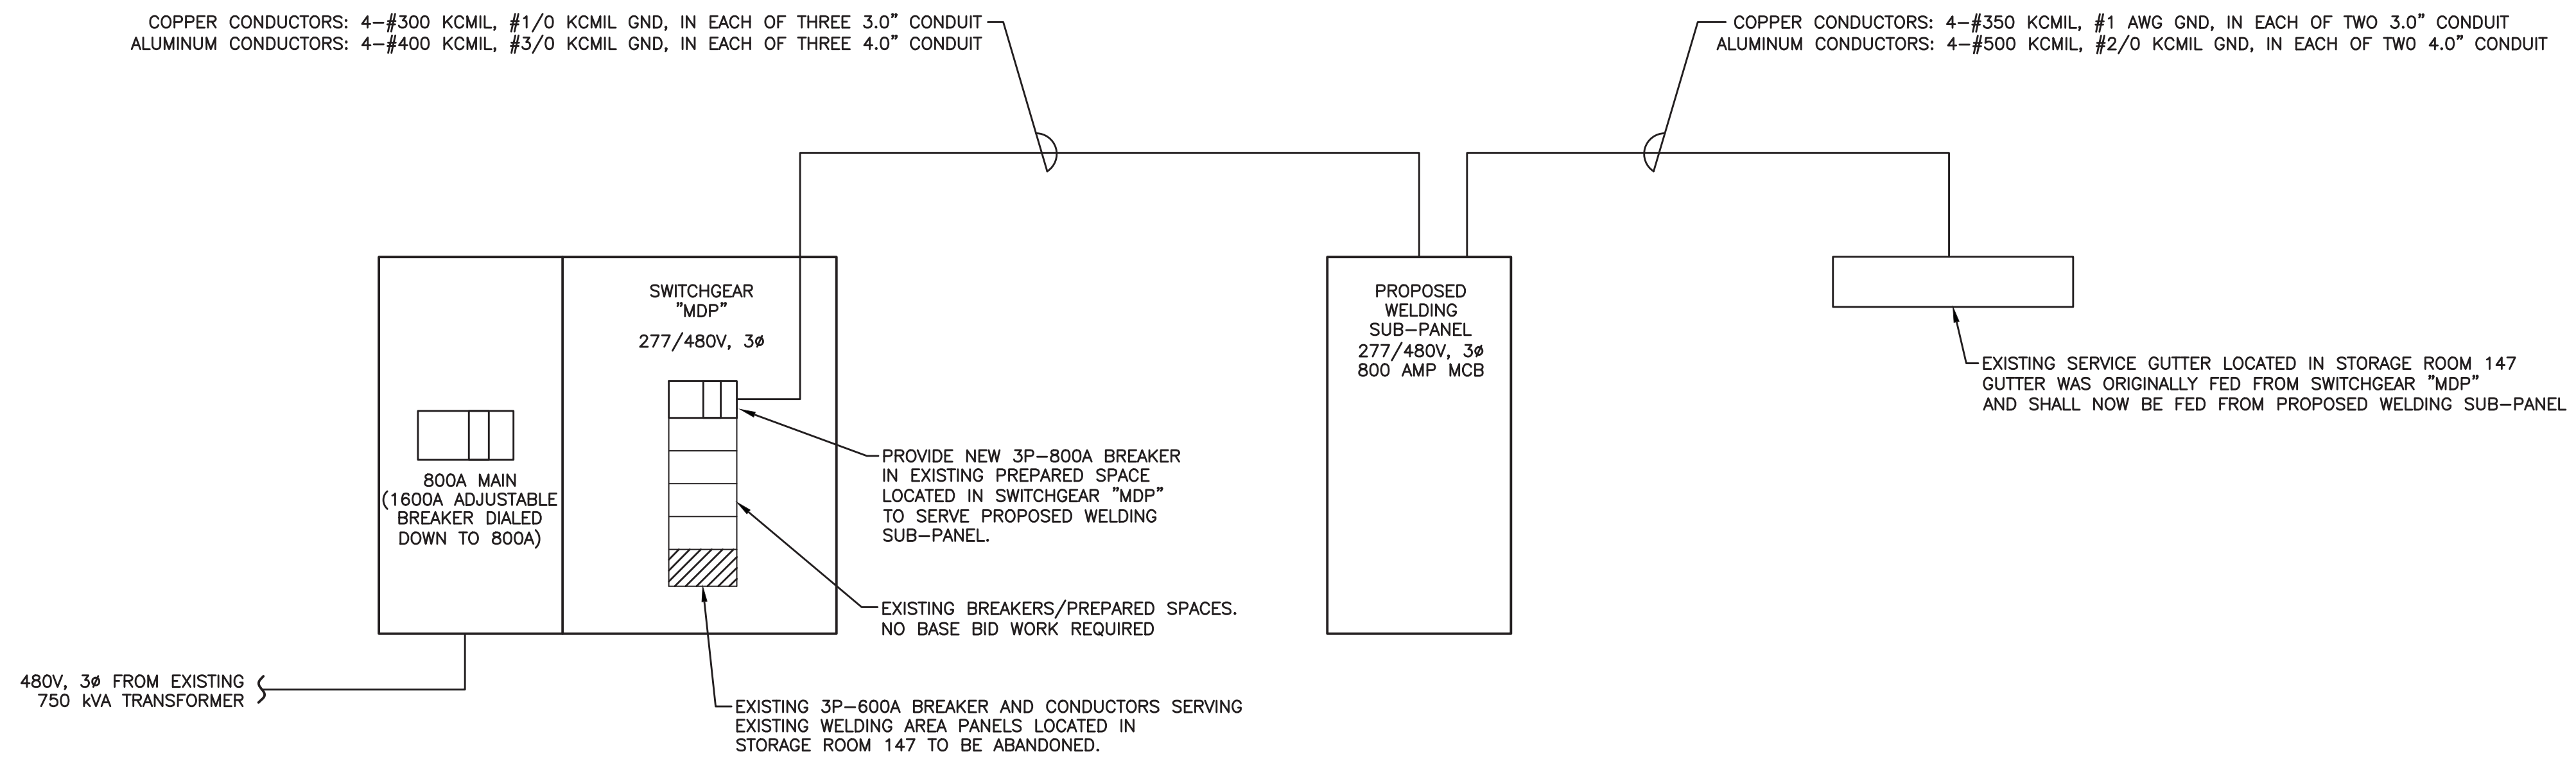 COPPER CONDUCTORS: 4-#300 KCMIL, #1/0 KCMIL GND, IN EACH OF THREE 3.0" CONDUIT
ALUMINUM CONDUCTORS: 4-#400 KCMIL, #3/0 KCMIL GND, IN EACH OF THREE 4.0" CONDUIT
COPPER CONDUCTORS: 4-#350 KCMIL, #1 AWG GND, IN EACH OF TWO 3.0" CONDUIT
ALUMINUM CONDUCTORS: 4-#500 KCMIL, #2/0 KCMIL GND, IN EACH OF TWO 4.0" CONDUIT
SWITCHGEAR
"MDP"
277/480V, 3ø
800A MAIN
(1600A ADJUSTABLE
BREAKER DIALED
DOWN TO 800A)
PROVIDE NEW 3P-800A BREAKER
IN EXISTING PREPARED SPACE
LOCATED IN SWITCHGEAR "MDP"
TO SERVE PROPOSED WELDING
SUB-PANEL.
EXISTING BREAKERS/PREPARED SPACES.
NO BASE BID WORK REQUIRED
EXISTING 3P-600A BREAKER AND CONDUCTORS SERVING
EXISTING WELDING AREA PANELS LOCATED IN
STORAGE ROOM 147 TO BE ABANDONED.
480V, 3ø FROM EXISTING
750 kVA TRANSFORMER
PROPOSED
WELDING
SUB-PANEL
277/480V, 3ø
800 AMP MCB
EXISTING SERVICE GUTTER LOCATED IN STORAGE ROOM 147
GUTTER WAS ORIGINALLY FED FROM SWITCHGEAR "MDP"
AND SHALL NOW BE FED FROM PROPOSED WELDING SUB-PANEL